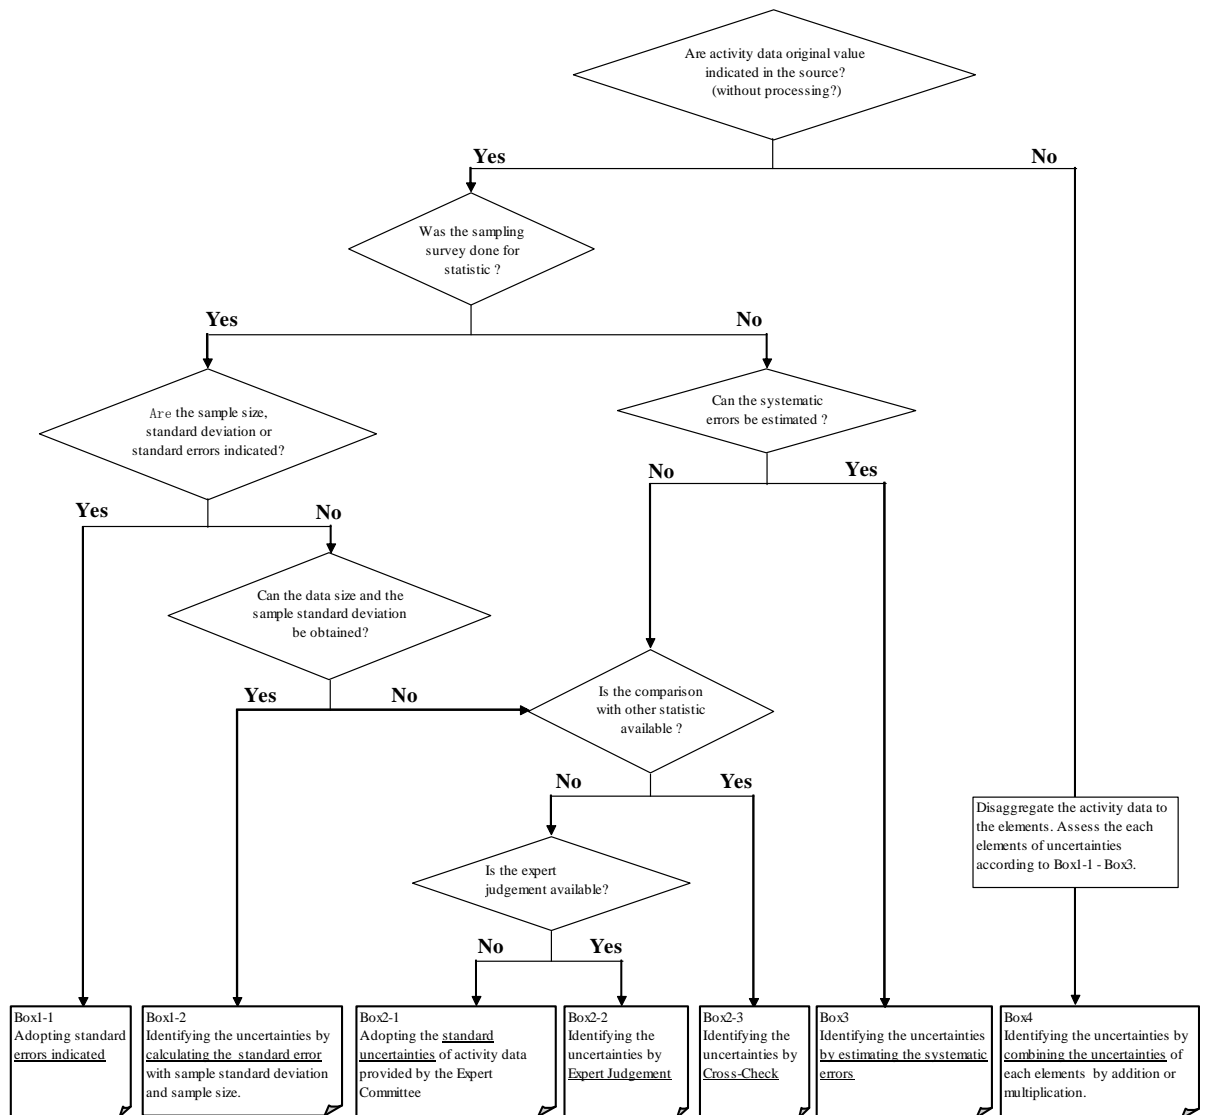 Are activity data original value
indicated in the source?
(without processing?)
Yes
No
Was the sampling
survey done for
statistic ?
Yes
No
Are the sample size,
standard deviation or
standard errors indicated?
Can the systematic
errors be estimated ?
No
Yes
Yes
No
Can the data size and the
sample standard deviation
be obtained?
Yes
No
Is the comparison
with other statistic
available ?
No
Yes
Disaggregate the activity data to
the elements. Assess the each
elements of uncertainties
according to Box1-1 - Box3.
Is the expert
judgement available?
No
Yes
Box1-1
Adopting standard
errors indicated
Box1-2
Identifying the uncertainties by
calculating the standard error
with sample standard deviation
and sample size.
Box2-1
Adopting the standard
uncertainties of activity data
provided by the Expert
Committee
Box2-2
Identifying the
uncertainties by
Expert Judgement
Box2-3
Identifying the
uncertainties by
Cross-Check
Box3
Identifying the uncertainties
by estimating the systematic
errors
Box4
Identifying the uncertainties by
combining the uncertainties of
each elements by addition or
multiplication.